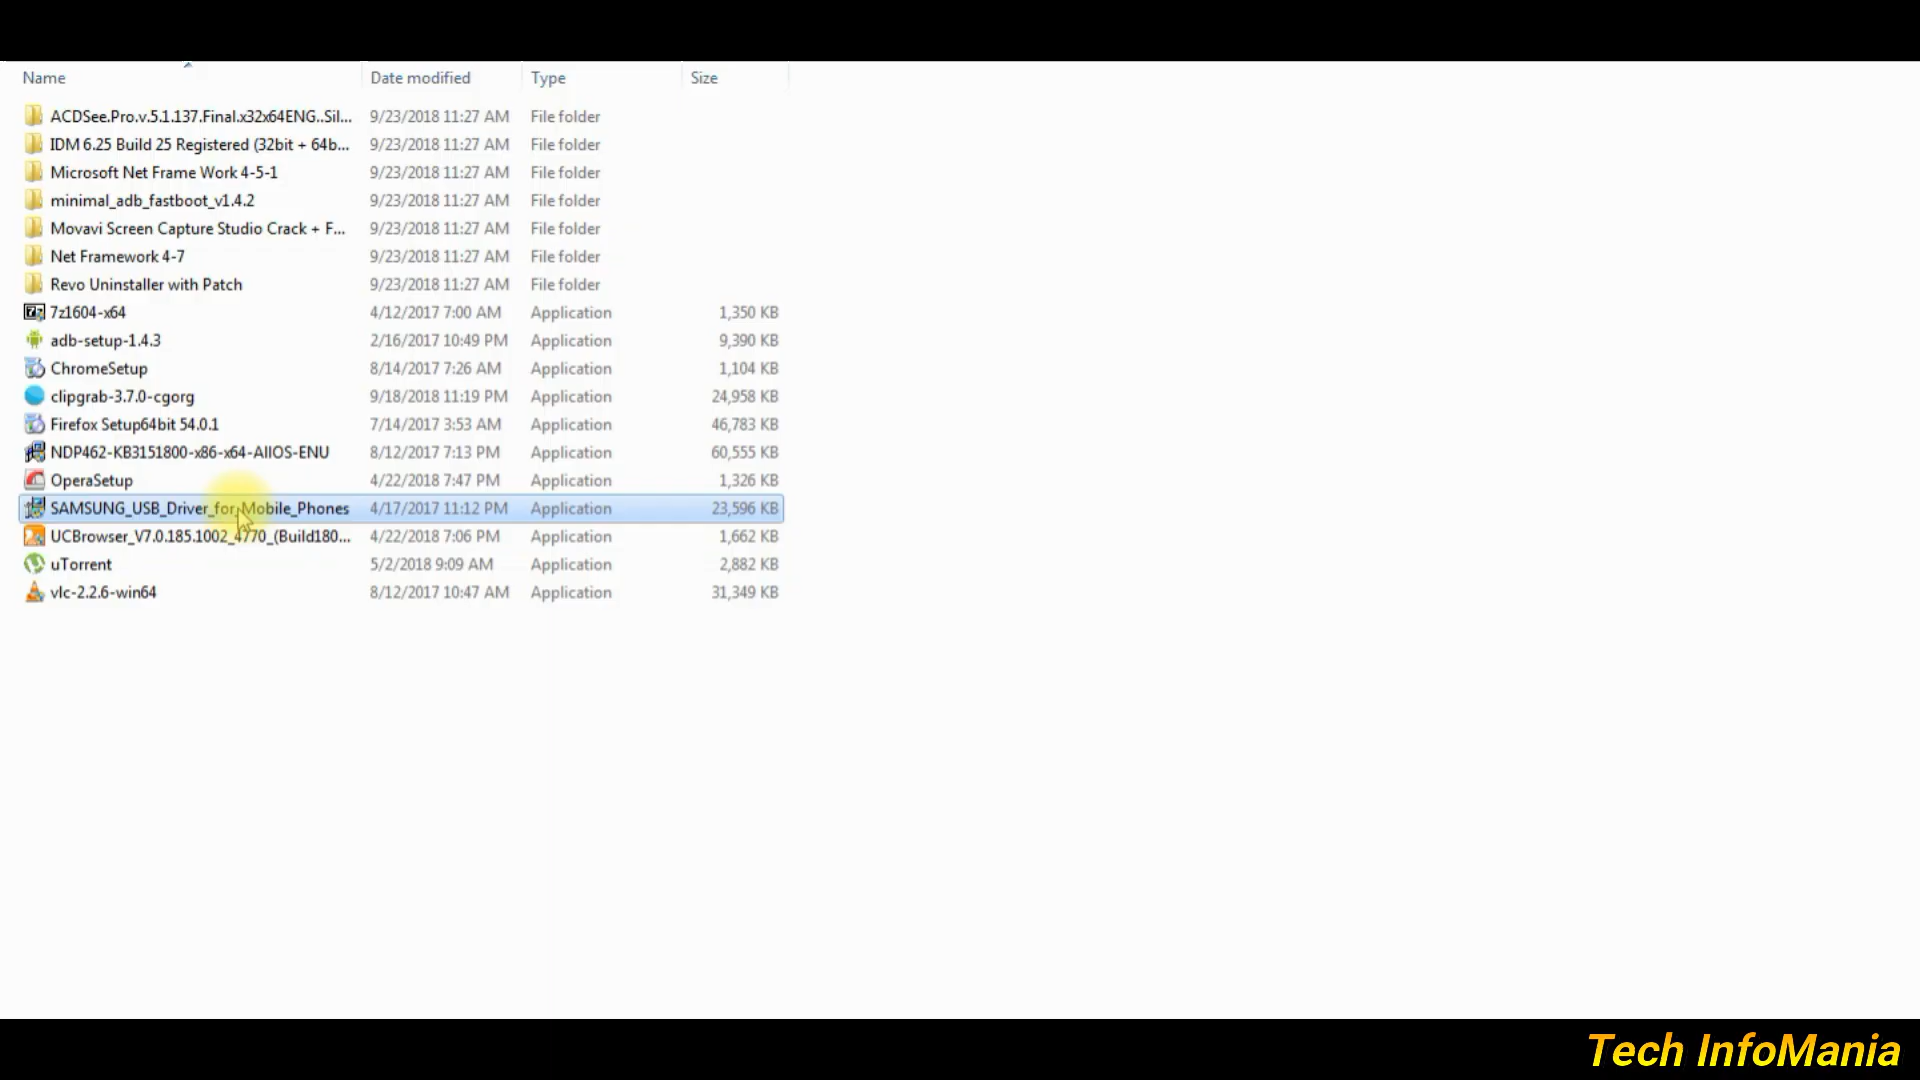 Name Date modified Type Size
ACDSee.Pro.v.5.1.137.Final.x32x64ENG..Sil... 9/23/2018 11:27 AM File folder
IDM 6.25 Build 25 Registered (32bit + 64b... 9/23/2018 11:27 AM File folder
Microsoft Net Frame Work 4-5-1 9/23/2018 11:27 AM File folder
minimal_adb_fastboot_v1.4.2 9/23/2018 11:27 AM File folder
Movavi Screen Capture Studio Crack + F... 9/23/2018 11:27 AM File folder
Net Framework 4-7 9/23/2018 11:27 AM File folder
Revo Uninstaller with Patch 9/23/2018 11:27 AM File folder
7z1604-x64 4/12/2017 7:00 AM Application 1,350 KB
adb-setup-1.4.3 2/16/2017 10:49 PM Application 9,390 KB
ChromeSetup 8/14/2017 7:26 AM Application 1,104 KB
clipgrab-3.7.0-cgorg 9/18/2018 11:19 PM Application 24,958 KB
Firefox Setup64bit 54.0.1 7/14/2017 3:53 AM Application 46,783 KB
NDP462-KB3151800-x86-x64-AllOS-ENU 8/12/2017 7:13 PM Application 60,555 KB
OperaSetup 4/22/2018 7:47 PM Application 1,326 KB
SAMSUNG_USB_Driver_for_Mobile_Phones 4/17/2017 11:12 PM Application 23,596 KB
UCBrowser_V7.0.185.1002_4770_(Build180... 4/22/2018 7:06 PM Application 1,662 KB
uTorrent 5/2/2018 9:09 AM Application 2,882 KB
vlc-2.2.6-win64 8/12/2017 10:47 AM Application 31,349 KB
Tech InfoMania